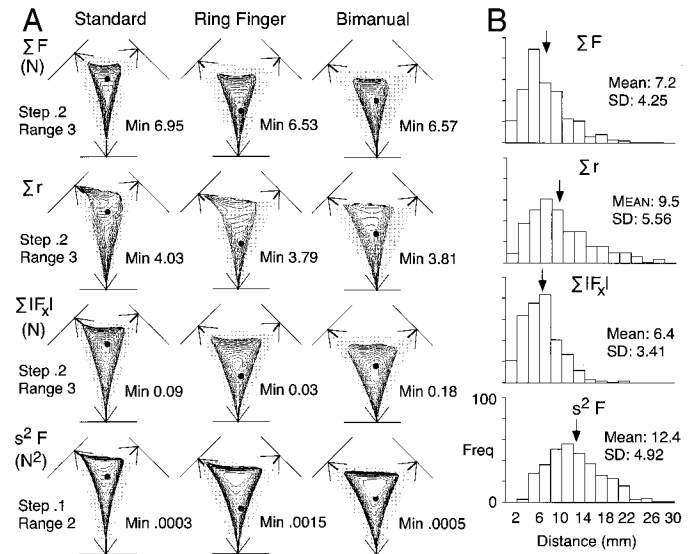 A
Standard Ring Finger Bimanual
Σ F
(N)
Step .2
Range 3
Min 6.95 Min 6.53 Min 6.57
Σ r
Step .2
Range 3
Min 4.03 Min 3.79 Min 3.81
Σ|Fx|
(N)
Step .2
Range 3
Min 0.09 Min 0.03 Min 0.18
s² F
(N²)
Step .1
Range 2
Min .0003 Min .0015 Min .0005
B
Σ F
Mean: 7.2
SD: 4.25
Σ r
MEAN: 9.5
SD: 5.56
Σ|Fx|
Mean: 6.4
SD: 3.41
100
s² F
Mean: 12.4
SD: 4.92
Freq
0
2 6 10 14 18 22 26 30
Distance (mm)